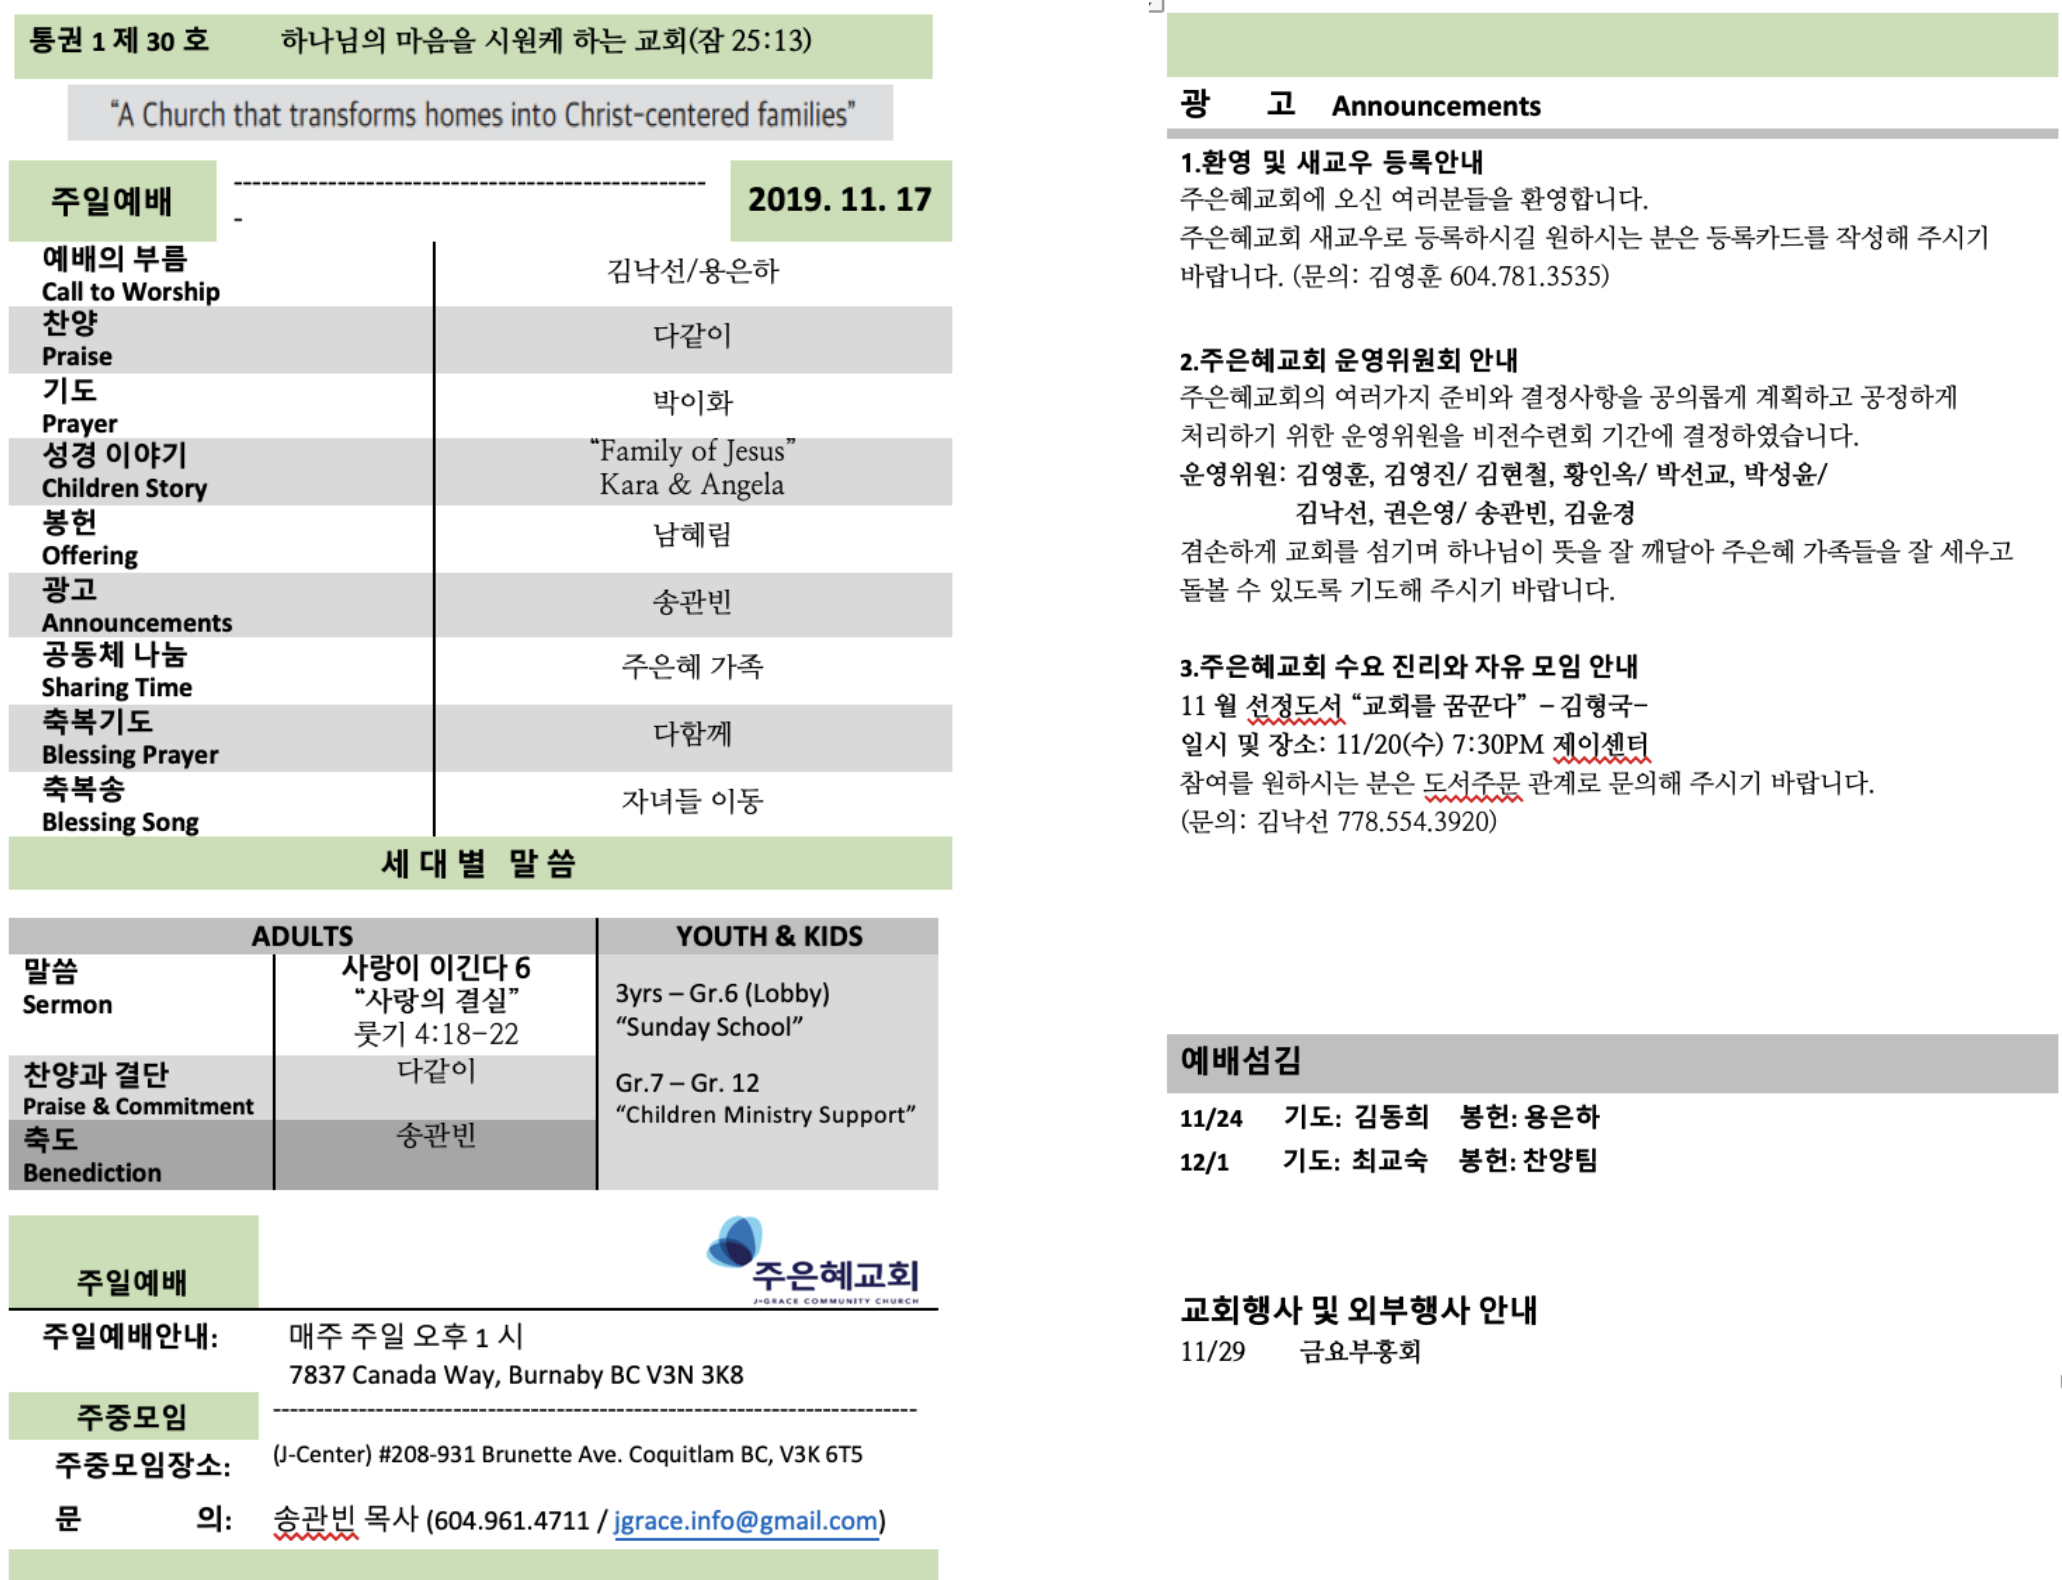 통권 1 제 30 호 하나님의 마음을 시원케 하는 교회(잠 25:13)
“A Church that transforms homes into Christ-centered families”
주일예배 --------------------------------------------------- 2019. 11. 17
-
예배의 부름
Call to Worship
김낙선/용은하
찬양
Praise
다같이
기도
Prayer
박이화
성경 이야기
Children Story
“Family of Jesus”
Kara & Angela
봉헌
Offering
남혜림
광고
Announcements
송관빈
공동체 나눔
Sharing Time
주은혜 가족
축복기도
Blessing Prayer
다함께
축복송
Blessing Song
자녀들 이동
세 대 별 말 씀
ADULTS
말씀
Sermon
사랑이 이긴다 6
“사랑의 결실”
룻기 4:18-22
찬양과 결단
Praise & Commitment
다같이
축도
Benediction
송관빈
YOUTH & KIDS
3yrs – Gr.6 (Lobby)
“Sunday School”
Gr.7 – Gr. 12
“Children Ministry Support”
주일예배
주은혜교회
J-GRACE COMMUNITY CHURCH
주일예배안내: 매주 주일 오후 1 시
7837 Canada Way, Burnaby BC V3N 3K8
주중모임 ----------------------------------------------------------------------
주중모임장소: (J-Center) #208-931 Brunette Ave. Coquitlam BC, V3K 6T5
문 의: 송관빈 목사 (604.961.4711 / jgrace.info@gmail.com)
광 고 Announcements
1.환영 및 새교우 등록안내
주은혜교회에 오신 여러분들을 환영합니다.
주은혜교회 새교우로 등록하시길 원하시는 분은 등록카드를 작성해 주시기
바랍니다. (문의: 김영훈 604.781.3535)
2.주은혜교회 운영위원회 안내
주은혜교회의 여러가지 준비와 결정사항을 공의롭게 계획하고 공정하게
처리하기 위한 운영위원을 비전수련회 기간에 결정하였습니다.
운영위원: 김영훈, 김영진/ 김현철, 황인옥/ 박선교, 박성윤/
김낙선, 권은영/ 송관빈, 김윤경
겸손하게 교회를 섬기며 하나님이 뜻을 잘 깨달아 주은혜 가족들을 잘 세우고
돌볼 수 있도록 기도해 주시기 바랍니다.
3.주은혜교회 수요 진리와 자유 모임 안내
11 월 선정도서 “교회를 꿈꾼다” – 김형국-
일시 및 장소: 11/20(수) 7:30PM 제이센터
참여를 원하시는 분은 도서주문 관계로 문의해 주시기 바랍니다.
(문의: 김낙선 778.554.3920)
예배섬김
11/24 기도: 김동희 봉헌: 용은하
12/1 기도: 최교숙 봉헌: 찬양팀
교회행사 및 외부행사 안내
11/29 금요부흥회